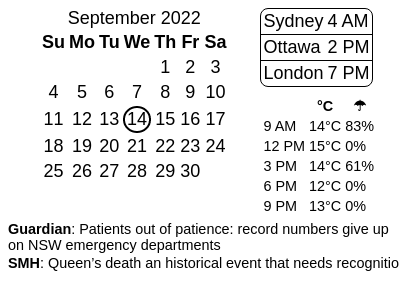 September 2022
Su Mo Tu We Th Fr Sa
1 2 3
4 5 6 7 8 9 10
11 12 13 14 15 16 17
18 19 20 21 22 23 24
25 26 27 28 29 30
Sydney 4 AM
Ottawa 2 PM
London 7 PM
°C ☂
9 AM 14°C 83%
12 PM 15°C 0%
3 PM 14°C 61%
6 PM 12°C 0%
9 PM 13°C 0%
Guardian: Patients out of patience: record numbers give up
on NSW emergency departments
SMH: Queen's death an historical event that needs recognitio